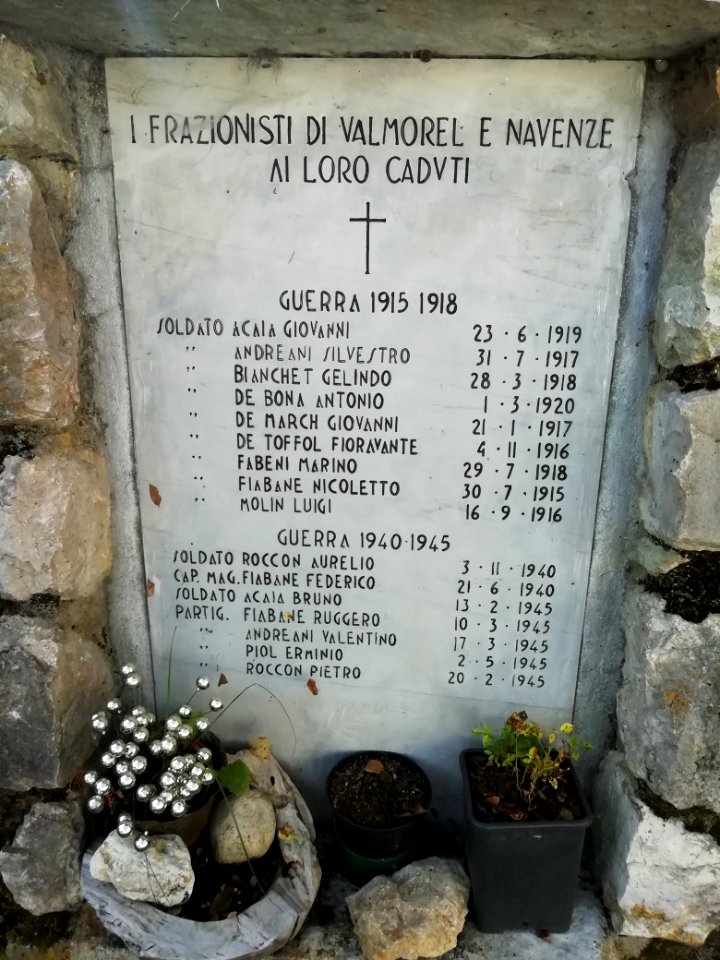 I FRAZIONISTI DI VALMOREL E NAVENZE
AI LORO CADVTI
GUERRA 1915 1918
SOLDATO ACAIA GIOVANNI 23 · 6 · 1919
" ANDREANI SILVESTRO 31 · 7 · 1917
" BIANCHET GELINDO 28 · 3 · 1918
" DE BONA ANTONIO 1 · 3 · 1920
" DE MARCH GIOVANNI 21 · 1 · 1917
" DE TOFFOL FIORAVANTE 4 · 11 · 1916
" FABENI MARINO 29 · 7 · 1918
" FIABANE NICOLETTO 30 · 7 · 1915
" MOLIN LUIGI 16 · 9 · 1916
GUERRA 1940 · 1945
SOLDATO ROCCON AURELIO 3 · 11 · 1940
CAP. MAG. FIABANE FEDERICO 21 · 6 · 1940
SOLDATO ACAIA BRUNO 13 · 2 · 1945
PARTIG. FIABANE RUGGERO 10 · 3 · 1945
" ANDREANI VALENTINO 17 · 3 · 1945
" PIOL ERMINIO 2 · 5 · 1945
" ROCCON PIETRO 20 · 2 · 1945